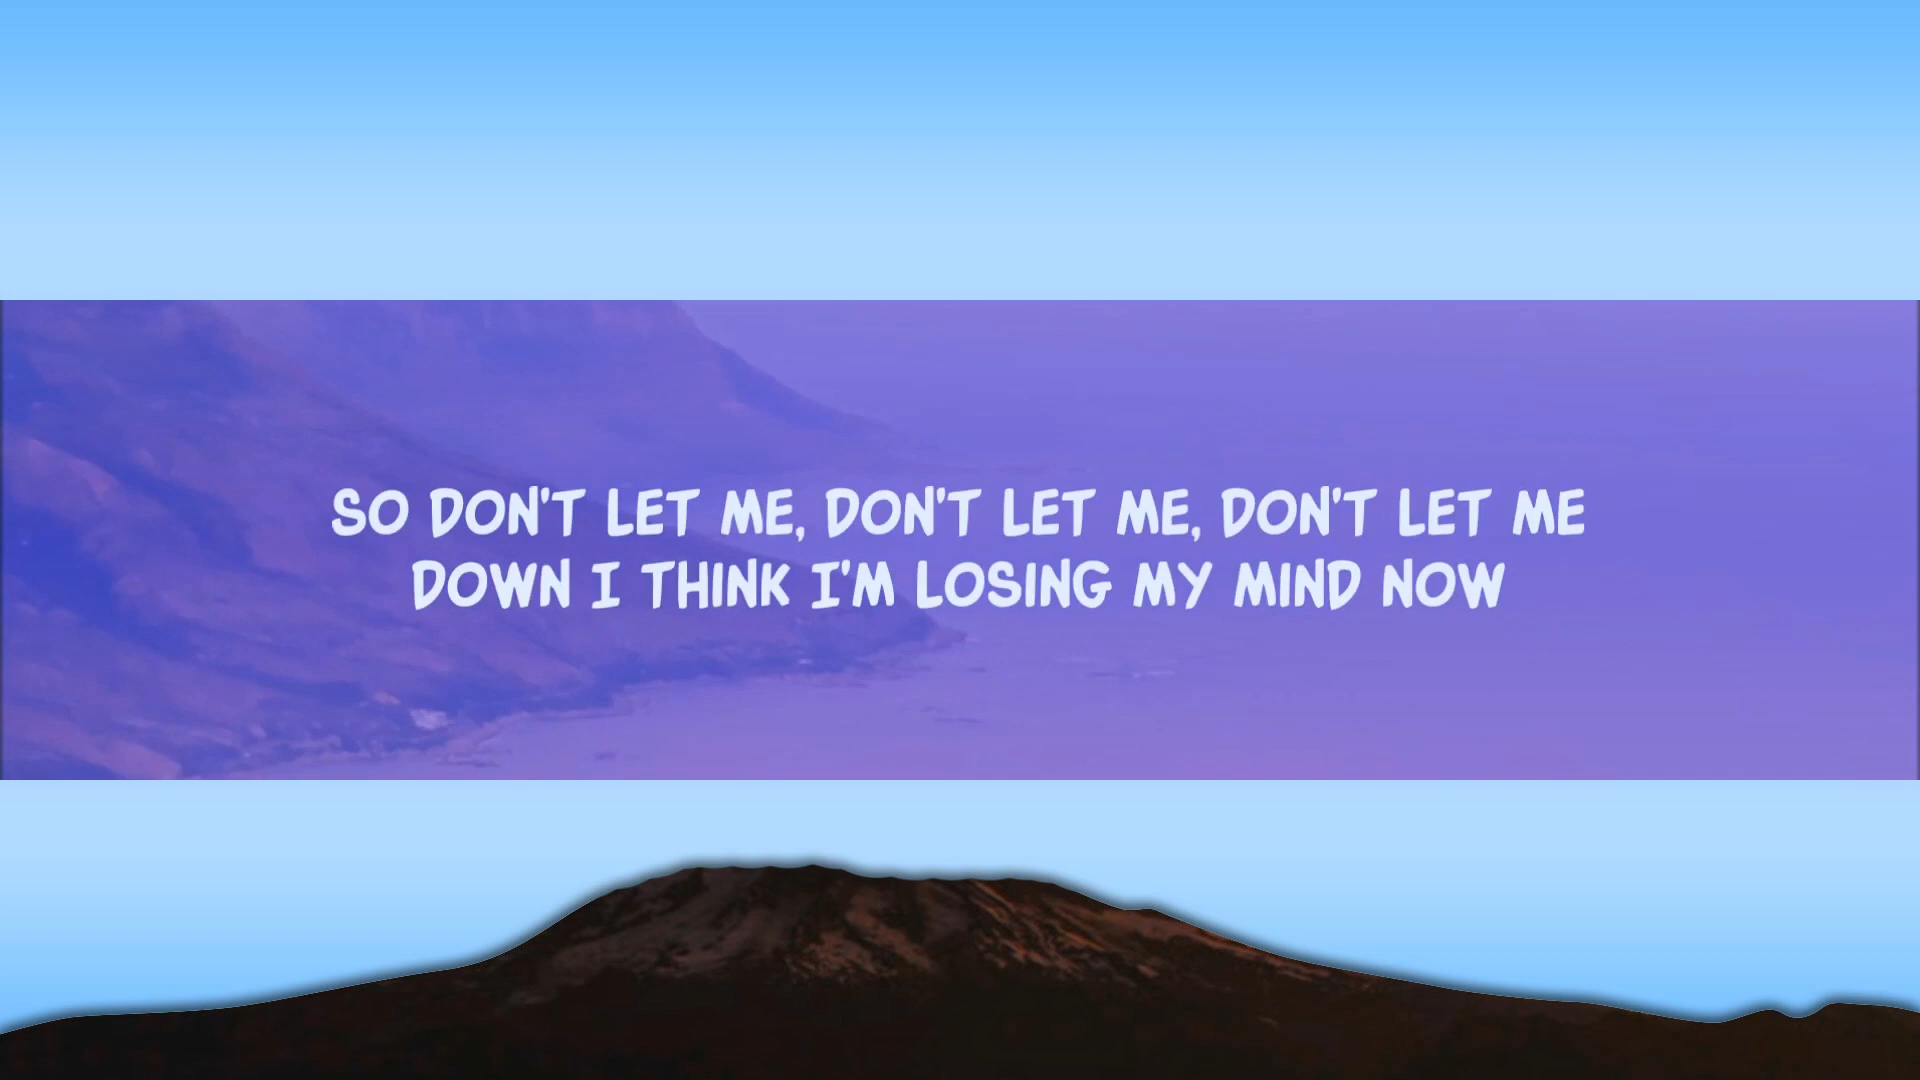 SO DON'T LET ME, DON'T LET ME, DON'T LET ME
DOWN I THINK I'M LOSING MY MIND NOW